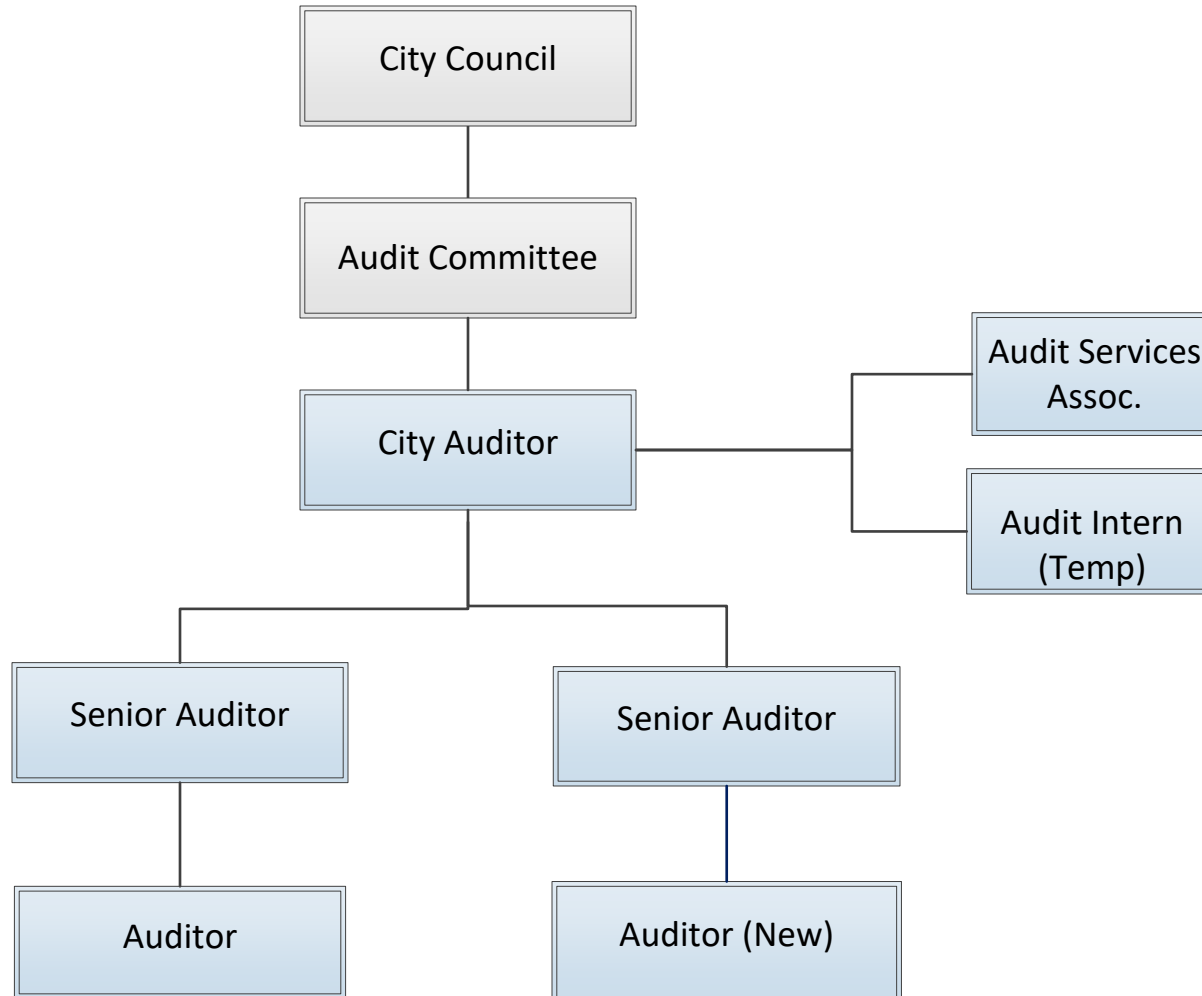 City Council
Audit Committee
City Auditor
Audit Services
Assoc.
Audit Intern
(Temp)
Senior Auditor
Senior Auditor
Auditor
Auditor (New)